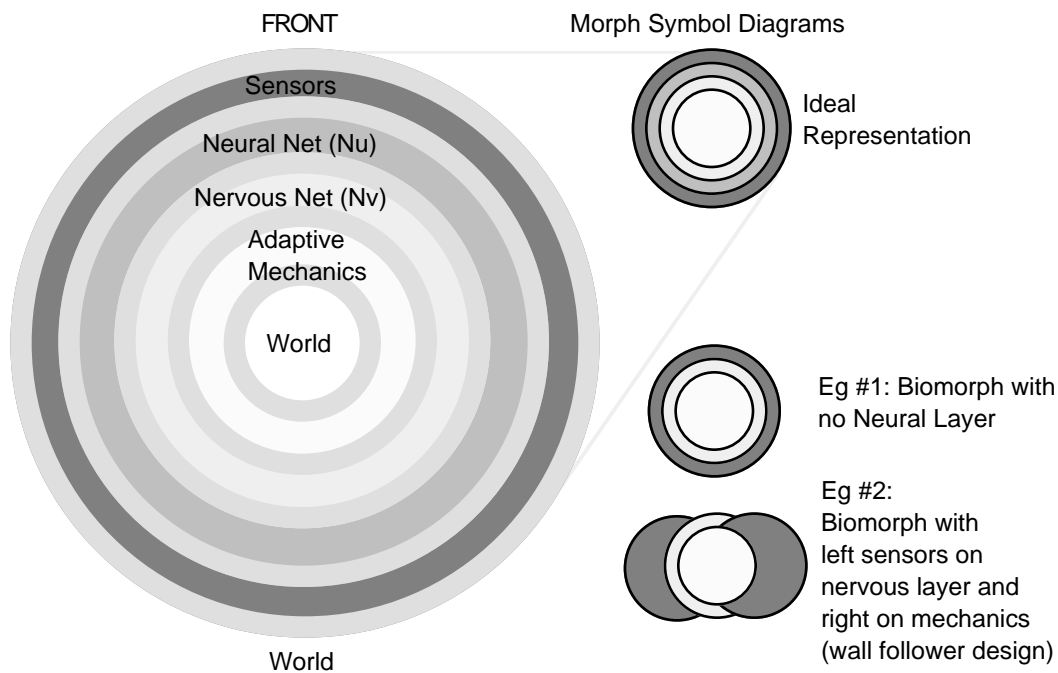 FRONT
Morph Symbol Diagrams
Sensors
Neural Net (Nu)
Nervous Net (Nv)
Adaptive
Mechanics
World
World
Ideal
Representation
Eg #1: Biomorph with
no Neural Layer
Eg #2:
Biomorph with
left sensors on
nervous layer and
right on mechanics
(wall follower design)